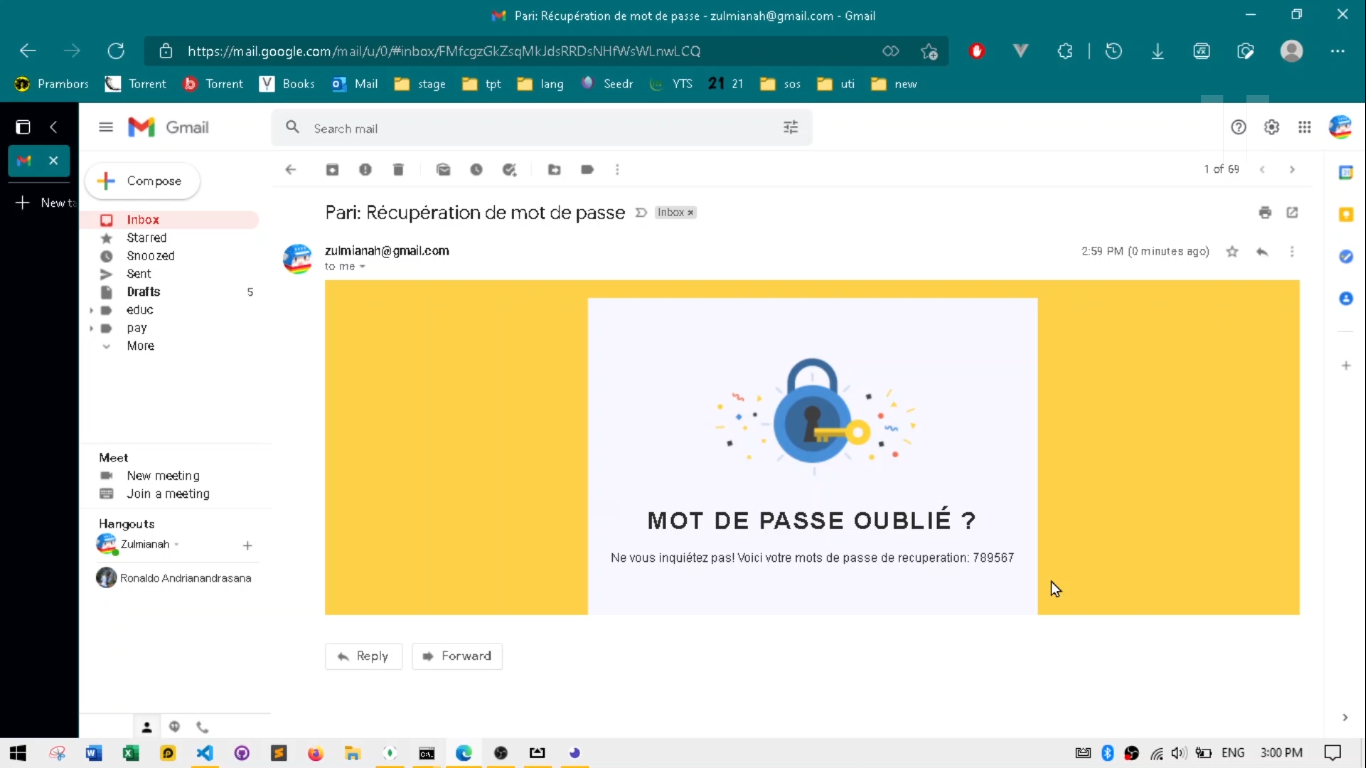 Pari: Récupération de mot de passe - zulmianah@gmail.com - Gmail
https://mail.google.com/mail/u/0/#inbox/FMfcgzGkZsqMkJdsRRDsNHfWsWLnwLCQ
Prambors Torrent Torrent Books Mail stage tpt lang Seedr YTS 21 21 sos uti new
Gmail Search mail
Compose 1 of 69
New ta
Inbox
Starred
Snoozed
Sent
Drafts 5
educ
pay
More
Meet
New meeting
Join a meeting
Hangouts
Zulmianah
Ronaldo Andrianandrasana
Pari: Récupération de mot de passe Inbox x
zulmianah@gmail.com 2:59 PM (0 minutes ago)
to me
MOT DE PASSE OUBLIÉ ?
Ne vous inquiétez pas! Voici votre mots de passe de recuperation: 789567
Reply Forward
ENG 3:00 PM